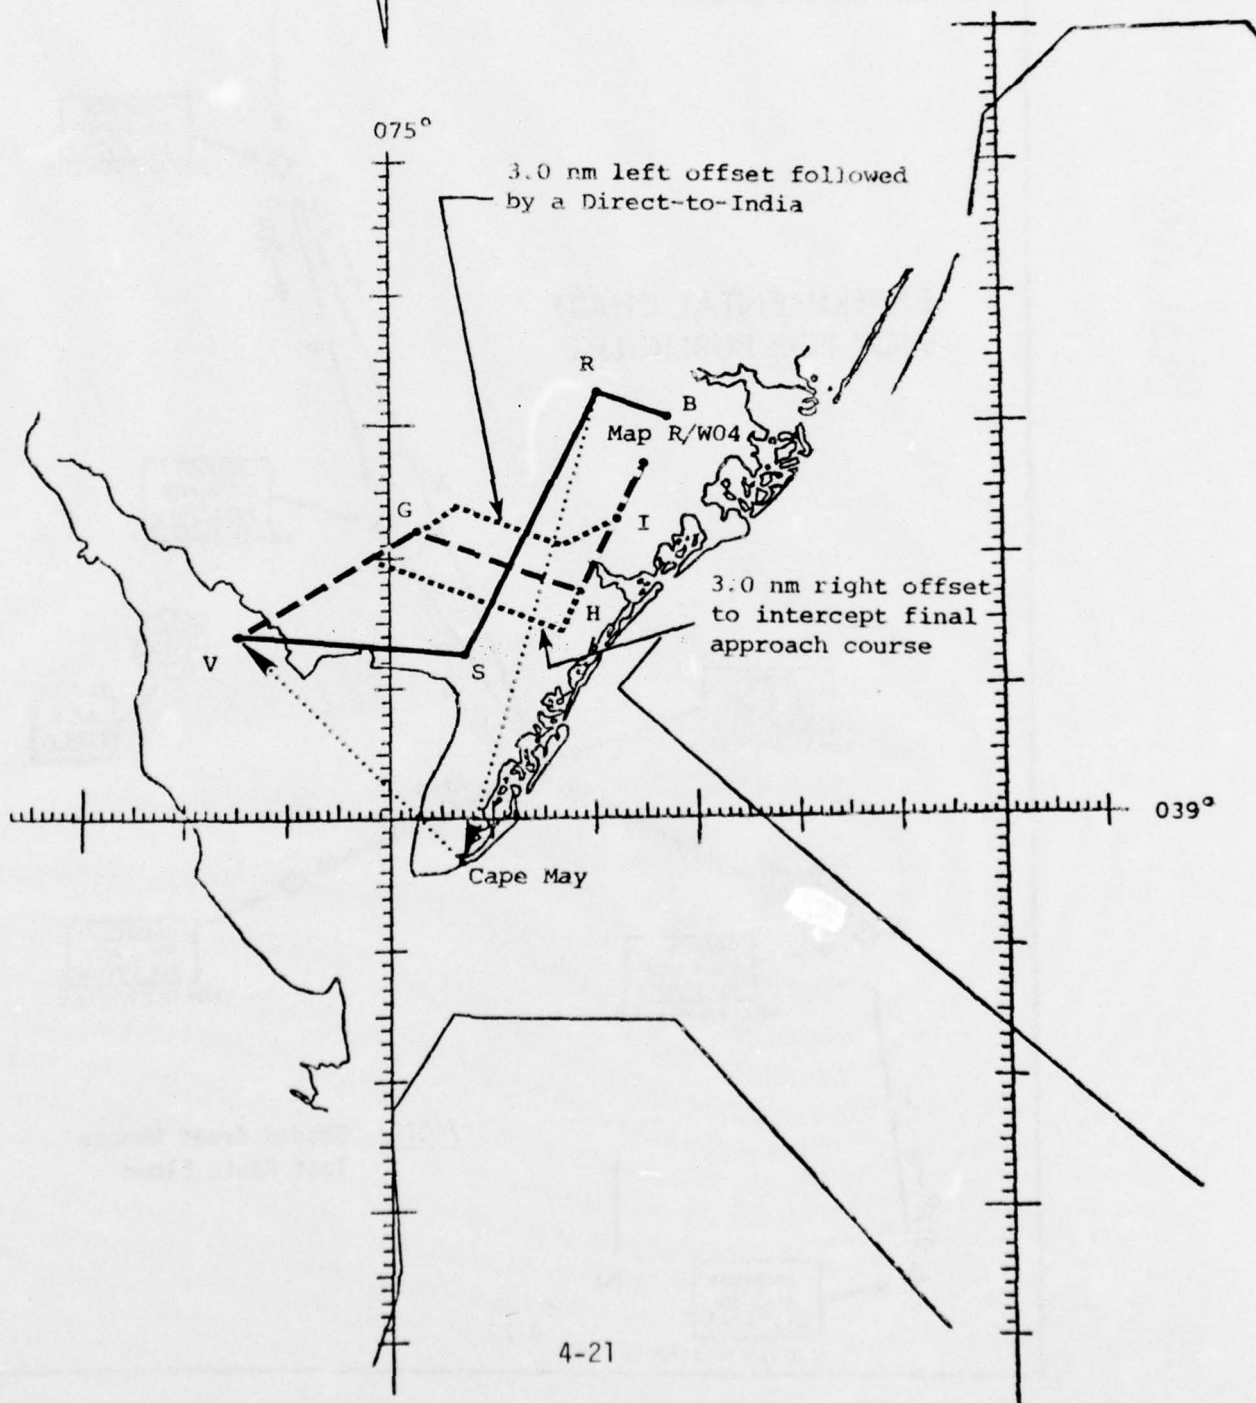 075°
3.0 nm left offset followed
by a Direct-to-India
R
B
Map R/W04
G
I
3.0 nm right offset
to intercept final
approach course
H
V
S
039°
Cape May
4-21